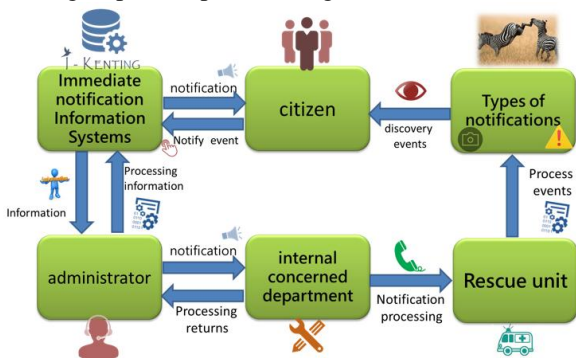 i - KENTING
Immediate
notification
Information
Systems
notification
Notify event
citizen
discovery
events
Types of
notifications
Information
Processing
information
Process
events
administrator
notification
Processing
returns
internal
concerned
department
Notification
processing
Rescue unit